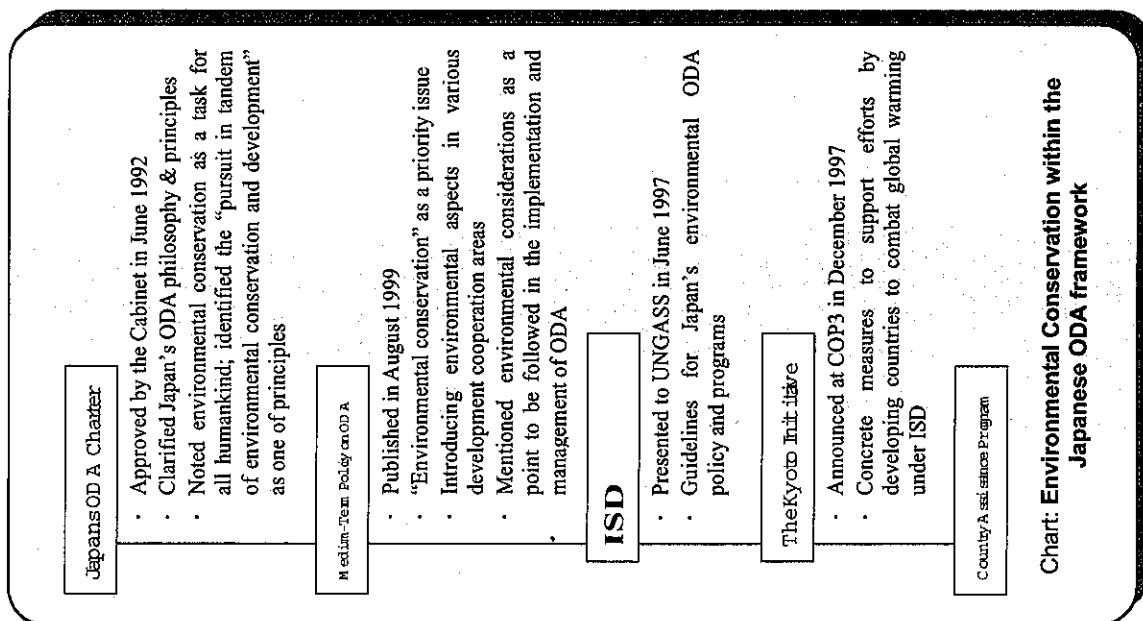 Japans OD A Charter
· Approved by the Cabinet in June 1992
· Clarified Japan's ODA philosophy & principles
· Noted environmental conservation as a task for
all humankind; identified the "pursuit in tandem
of environmental conservation and development"
as one of principles
Medium-Term Policy on ODA
· Published in August 1999
· "Environmental conservation" as a priority issue
· Introducing environmental aspects in various
development cooperation areas
· Mentioned environmental considerations as a
point to be followed in the implementation and
management of ODA
ISD
· Presented to UNGASS in June 1997
· Guidelines for Japan's environmental ODA
policy and programs
The Kyoto Initiative
· Announced at COP3 in December 1997
· Concrete measures to support efforts by
developing countries to combat global warming
under ISD
Country Assistance Program
Chart: Environmental Conservation within the
Japanese ODA framework